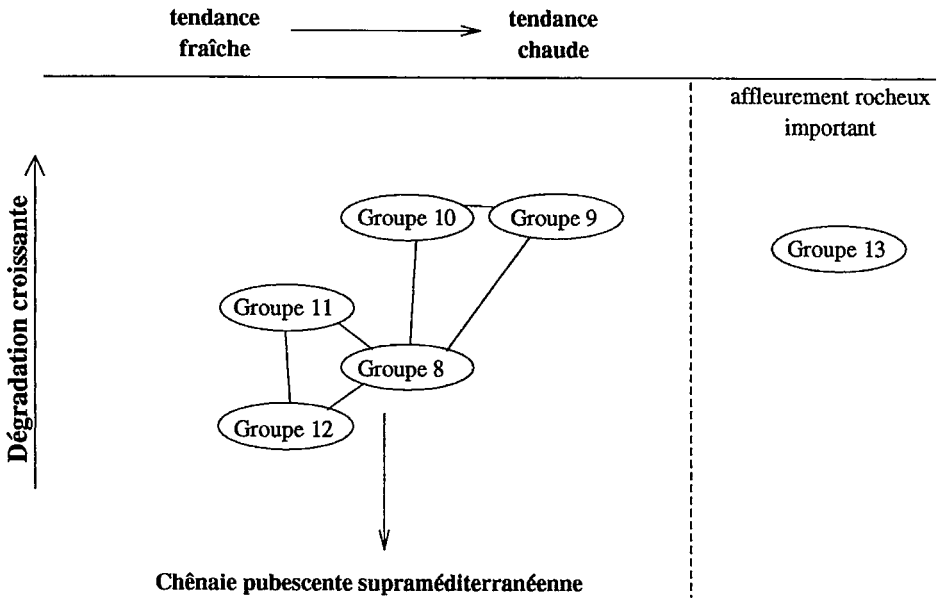 tendance
fraîche
tendance
chaude
affleurement rocheux
important
Dégradation croissante
Groupe 10
Groupe 9
Groupe 13
Groupe 11
Groupe 8
Groupe 12
Chênaie pubescente supraméditerranéenne